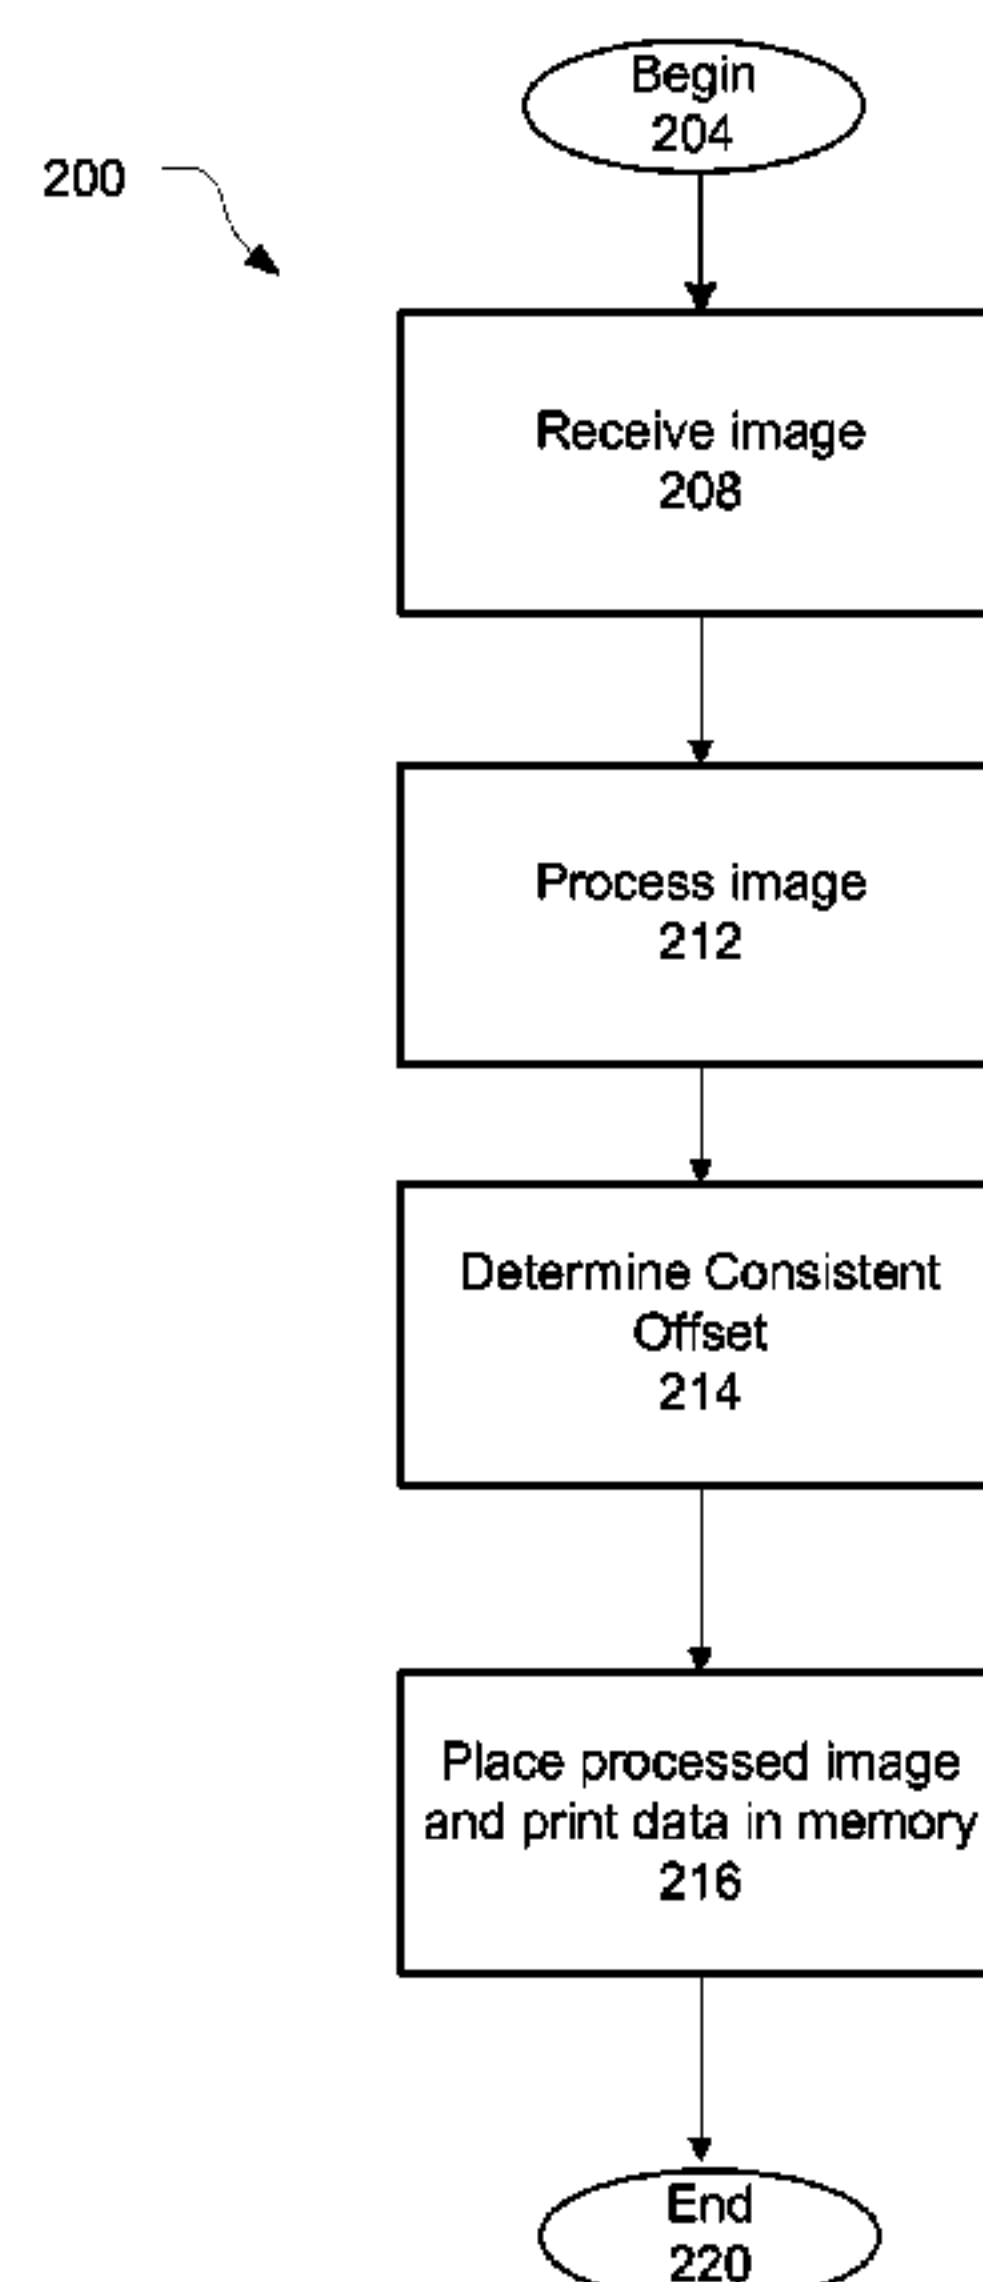 Begin
204
200
Receive image
208
Process image
212
Determine Consistent
Offset
214
Place processed image
and print data in memory
216
End
220